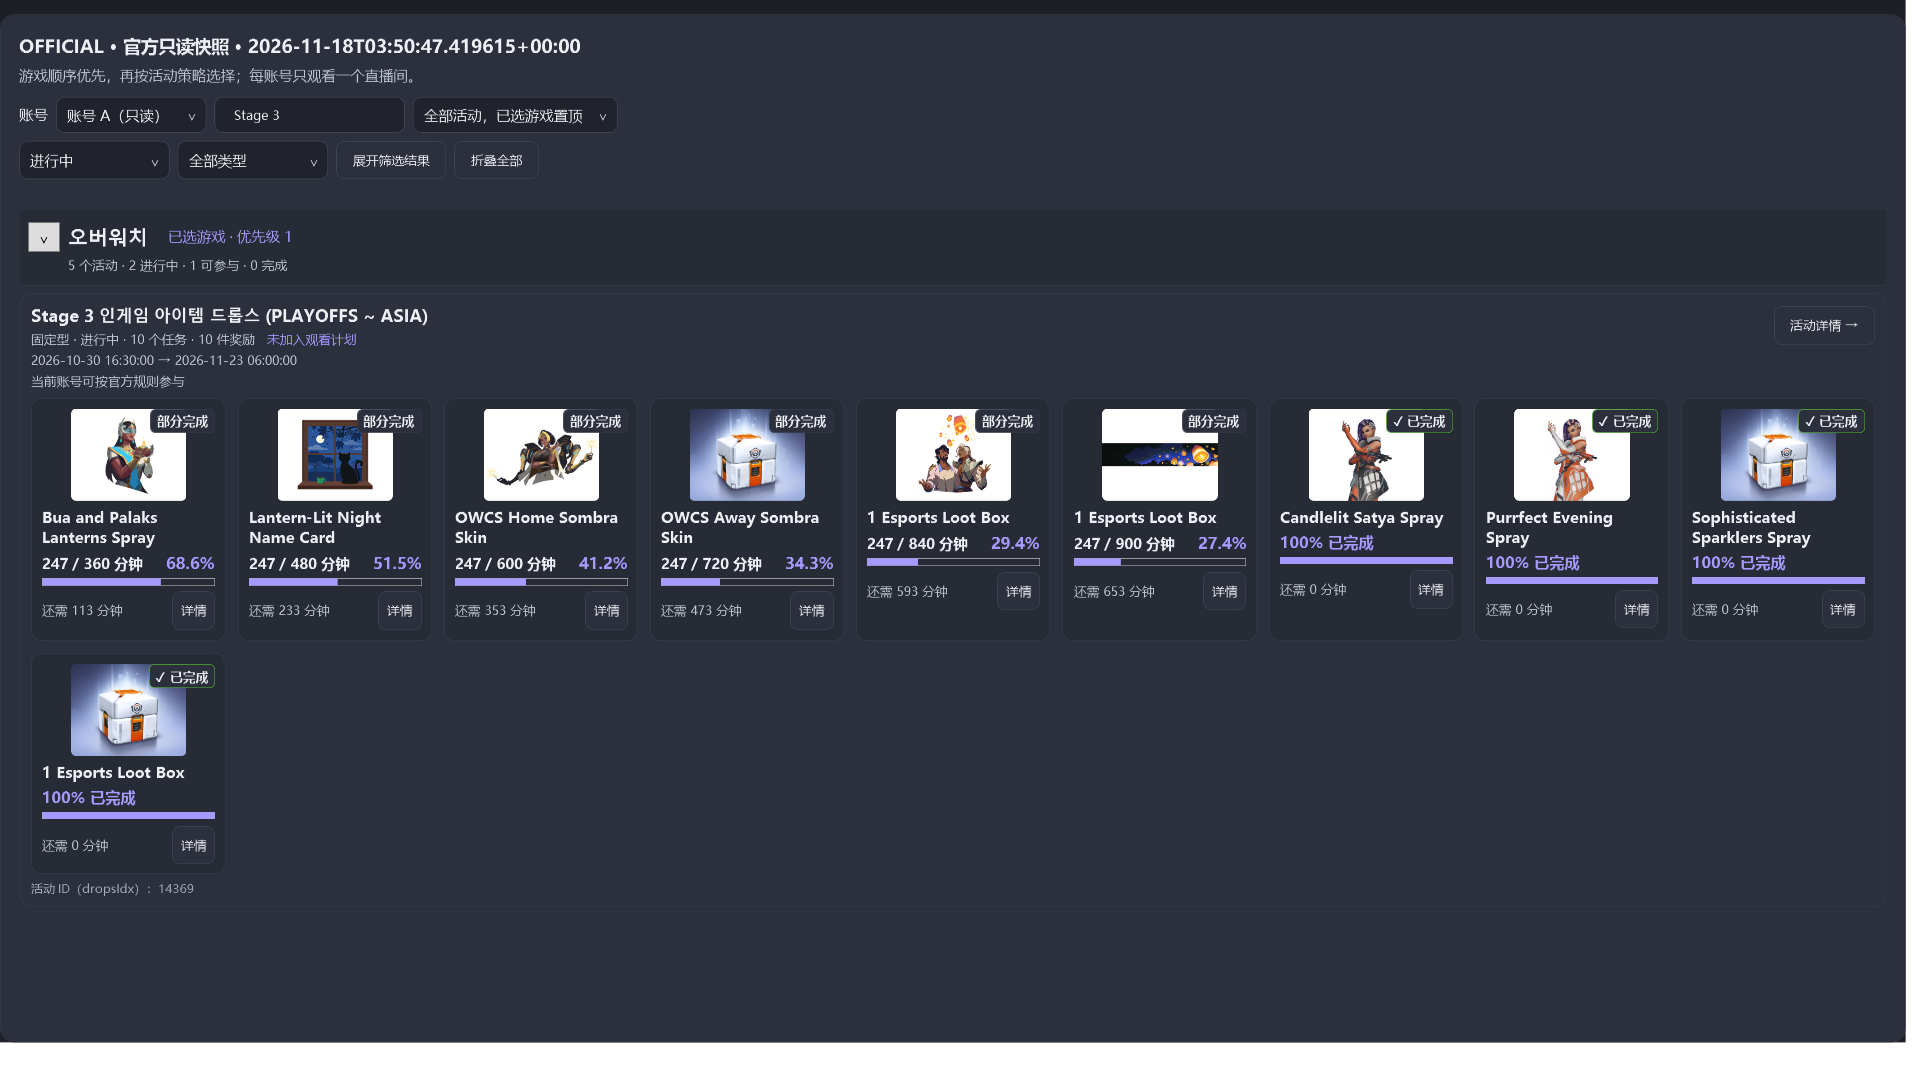 OFFICIAL • 官方只读快照 • 2026-11-18T03:50:47.419615+00:00
游戏顺序优先，再按活动策略选择；每账号只观看一个直播间。
账号 账号 A（只读） v Stage 3 全部活动，已选游戏置顶 v
进行中 v 全部类型 v 展开筛选结果 折叠全部
v 오버워치 已选游戏 · 优先级 1
5 个活动 · 2 进行中 · 1 可参与 · 0 完成
Stage 3 인게임 아이템 드롭스 (PLAYOFFS ~ ASIA)
活动详情 →
固定型 · 进行中 · 10 个任务 · 10 件奖励 未加入观看计划
2026-10-30 16:30:00 → 2026-11-23 06:00:00
当前账号可按官方规则参与
部分完成
Bua and Palaks
Lanterns Spray
247 / 360 分钟 68.6%
还需 113 分钟 详情
部分完成
Lantern-Lit Night
Name Card
247 / 480 分钟 51.5%
还需 233 分钟 详情
部分完成
OWCS Home Sombra
Skin
247 / 600 分钟 41.2%
还需 353 分钟 详情
部分完成
OWCS Away Sombra
Skin
247 / 720 分钟 34.3%
还需 473 分钟 详情
部分完成
1 Esports Loot Box
247 / 840 分钟 29.4%
还需 593 分钟 详情
部分完成
1 Esports Loot Box
247 / 900 分钟 27.4%
还需 653 分钟 详情
✓ 已完成
Candlelit Satya Spray
100% 已完成
还需 0 分钟 详情
✓ 已完成
Purrfect Evening
Spray
100% 已完成
还需 0 分钟 详情
✓ 已完成
Sophisticated
Sparklers Spray
100% 已完成
还需 0 分钟 详情
✓ 已完成
1 Esports Loot Box
100% 已完成
还需 0 分钟 详情
活动 ID（dropsIdx）：14369